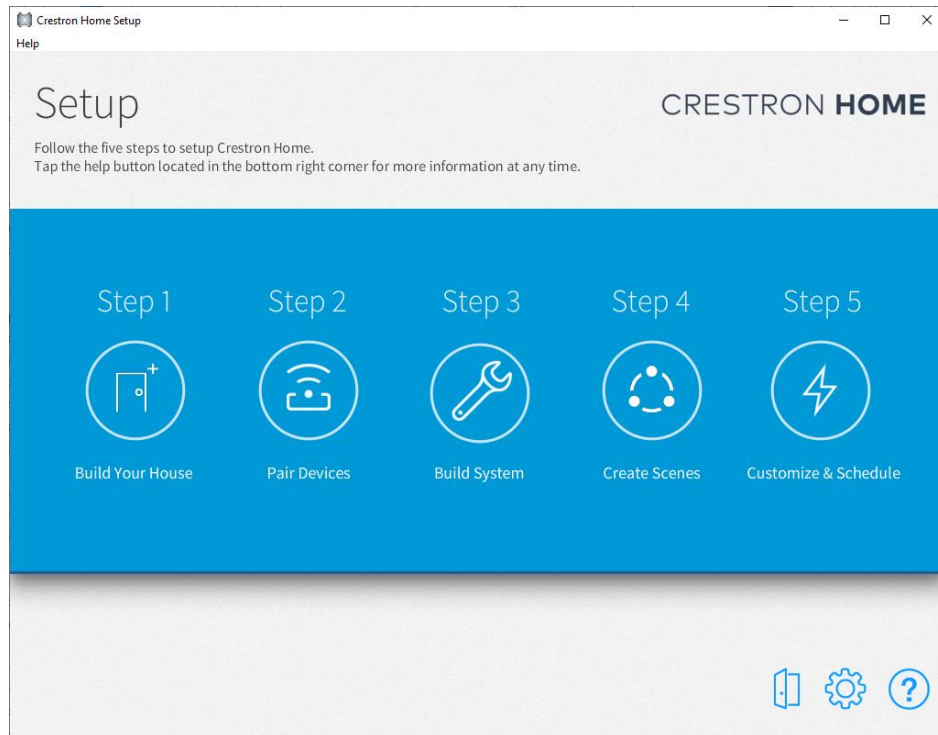 Crestron Home Setup
Help
Setup
CRESTRON HOME
Follow the five steps to setup Crestron Home.
Tap the help button located in the bottom right corner for more information at any time.
Step 1
Step 2
Step 3
Step 4
Step 5
Build Your House
Pair Devices
Build System
Create Scenes
Customize & Schedule
?